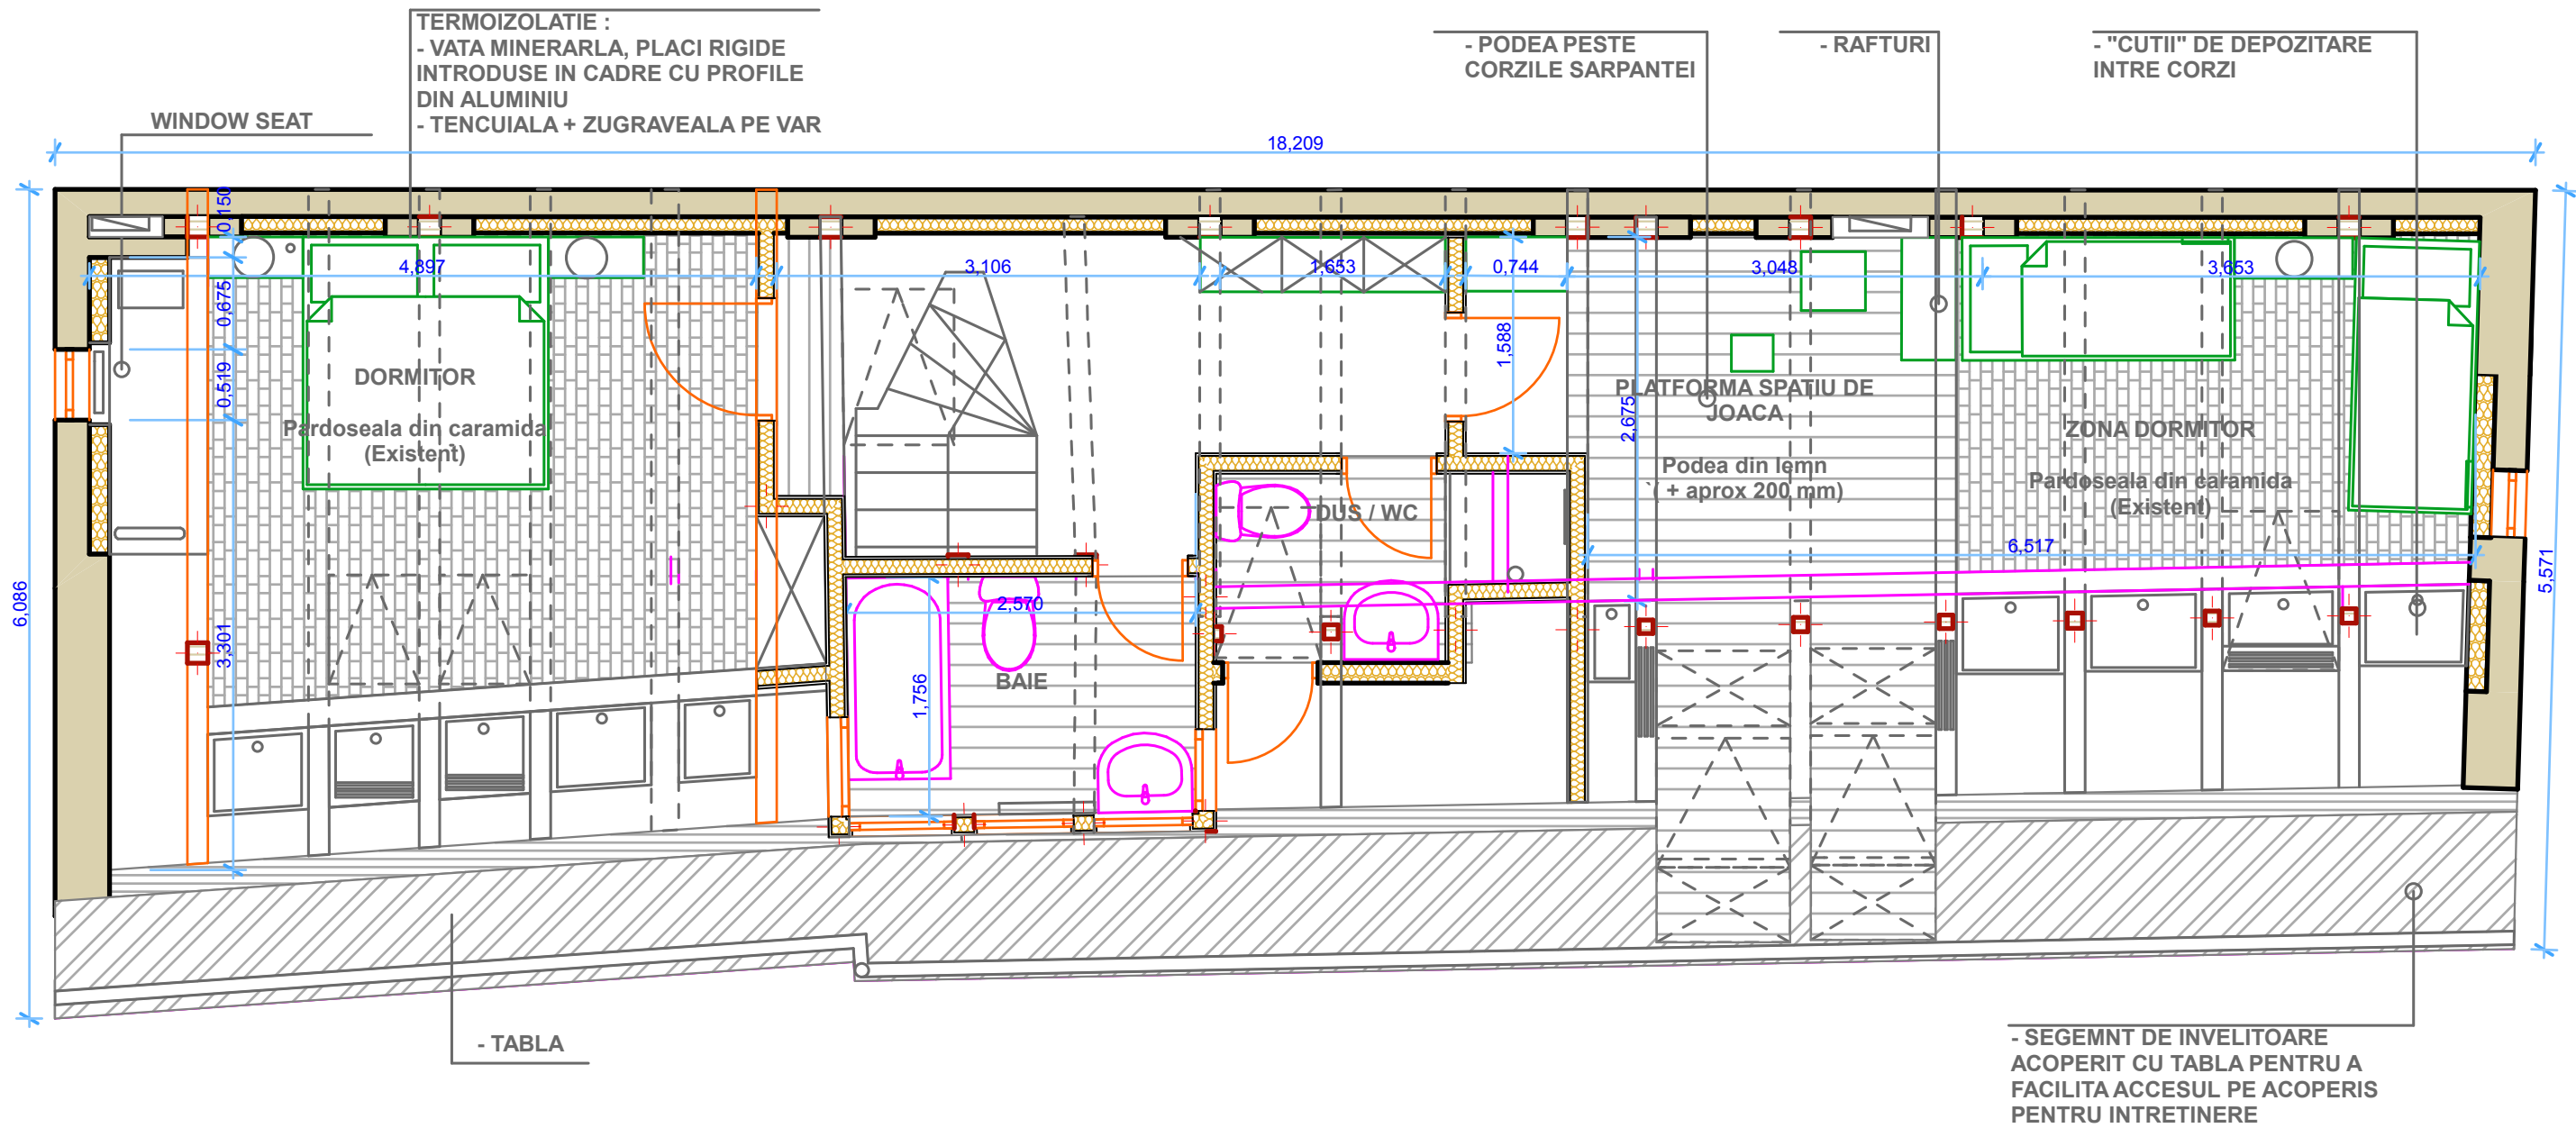 TERMOIZOLATIE :
- VATA MINERARLA, PLACI RIGIDE
INTRODUSE IN CADRE CU PROFILE
DIN ALUMINIU
- TENCUIALA + ZUGRAVEALA PE VAR
- PODEA PESTE
CORZILE SARPANTEI
- RAFTURI
- "CUTII" DE DEPOZITARE
INTRE CORZI
WINDOW SEAT
18,209
0,150
4,897
3,106
1,653
0,744
3,048
3,653
0,675
0,519
1,588
2,675
DORMITOR
Pardoseala din caramida
(Existent)
PLATFORMA SPATIU DE
JOACA
Podea din lemn
( + aprox 200 mm)
ZONA DORMITOR
Pardoseala din caramida
(Existent)
DUS / WC
6,517
6,086
5,571
2,570
3,301
1,756
BAIE
- TABLA
- SEGEMNT DE INVELITOARE
ACOPERIT CU TABLA PENTRU A
FACILITA ACCESUL PE ACOPERIS
PENTRU INTRETINERE